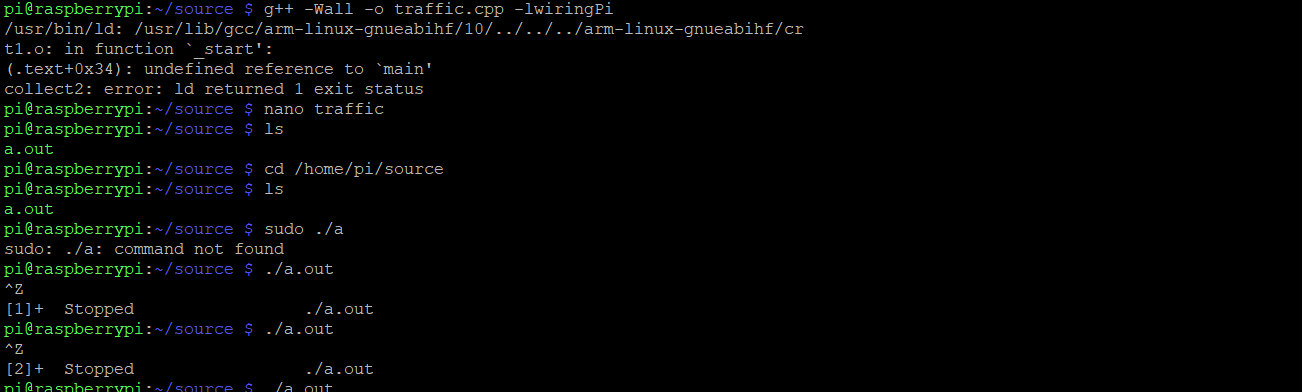 pi@raspberrypi:~/source $ g++ -Wall -o traffic.cpp -lwiringPi
/usr/bin/ld: /usr/lib/gcc/arm-linux-gnueabihf/10/../../../arm-linux-gnueabihf/cr
t1.o: in function `_start':
(.text+0x34): undefined reference to `main'
collect2: error: ld returned 1 exit status
pi@raspberrypi:~/source $ nano traffic
pi@raspberrypi:~/source $ ls
a.out
pi@raspberrypi:~/source $ cd /home/pi/source
pi@raspberrypi:~/source $ ls
a.out
pi@raspberrypi:~/source $ sudo ./a
sudo: ./a: command not found
pi@raspberrypi:~/source $ ./a.out
^Z
[1]+  Stopped                 ./a.out
pi@raspberrypi:~/source $ ./a.out
^Z
[2]+  Stopped                 ./a.out
pi@raspberrypi:~/source $ ./a.out